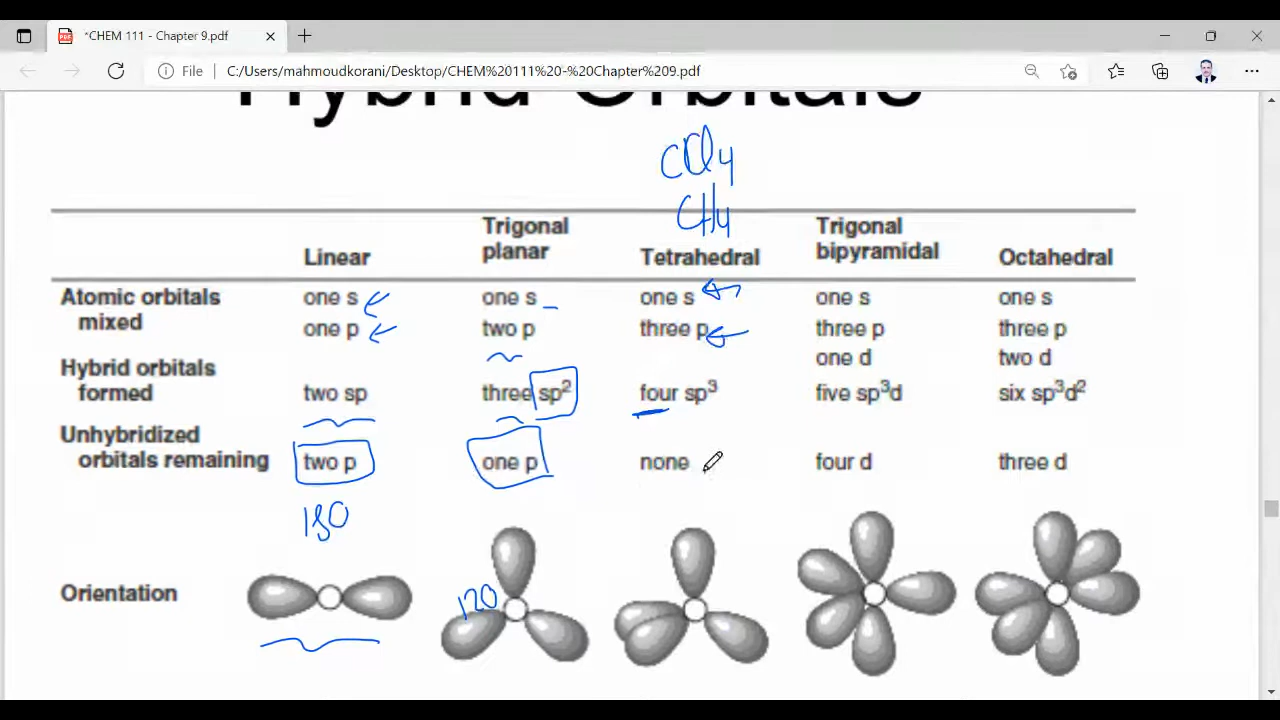 *CHEM 111 - Chapter 9.pdf
File C:/Users/mahmoudkorani/Desktop/CHEM%20111%20-%20Chapter%209.pdf
Hybrid Orbitals
CCl4
CH4
Linear Trigonal planar Tetrahedral Trigonal bipyramidal Octahedral
Atomic orbitals mixed one s one s one s one s one s
one p two p three p three p three p
one d two d
Hybrid orbitals formed two sp three sp² four sp³ five sp³d six sp³d²
Unhybridized orbitals remaining two p one p none four d three d
180
Orientation
120